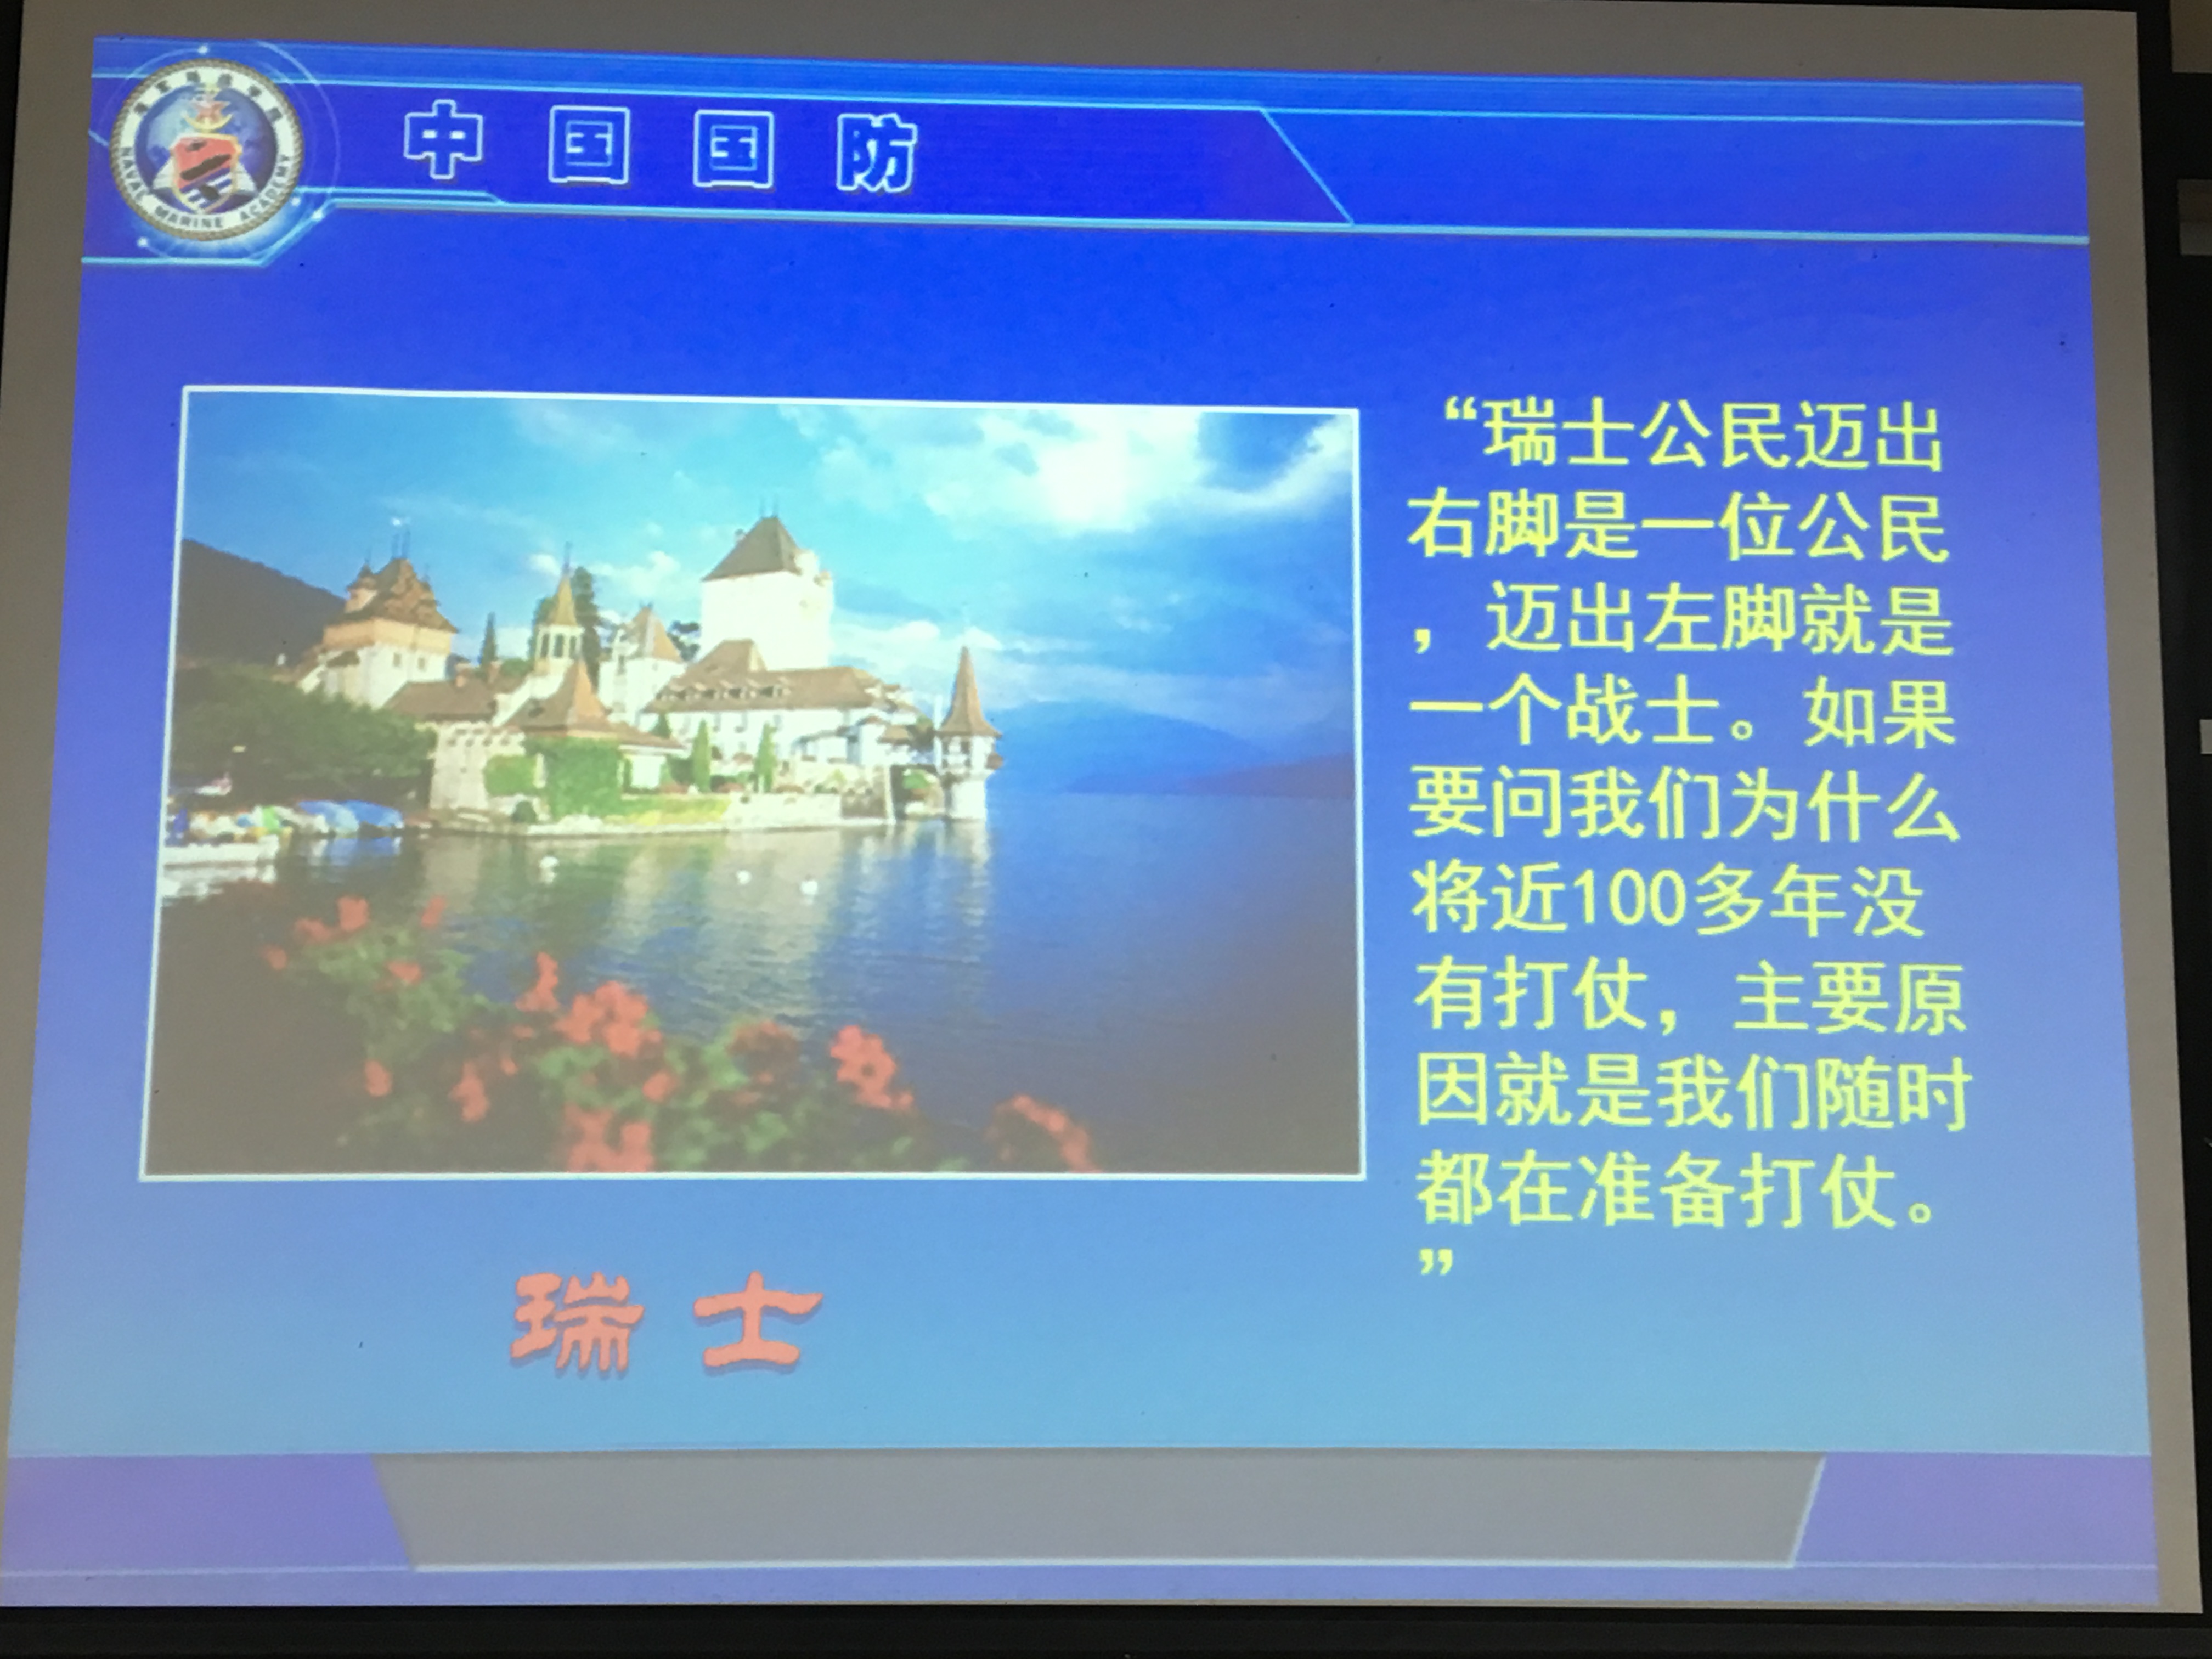 中国国防
NAVAL MARINE ACADEMY
“瑞士公民迈出
右脚是一位公民
，迈出左脚就是
一个战士。如果
要问我们为什么
将近100多年没
有打仗，主要原
因就是我们随时
都在准备打仗。
”
瑞士